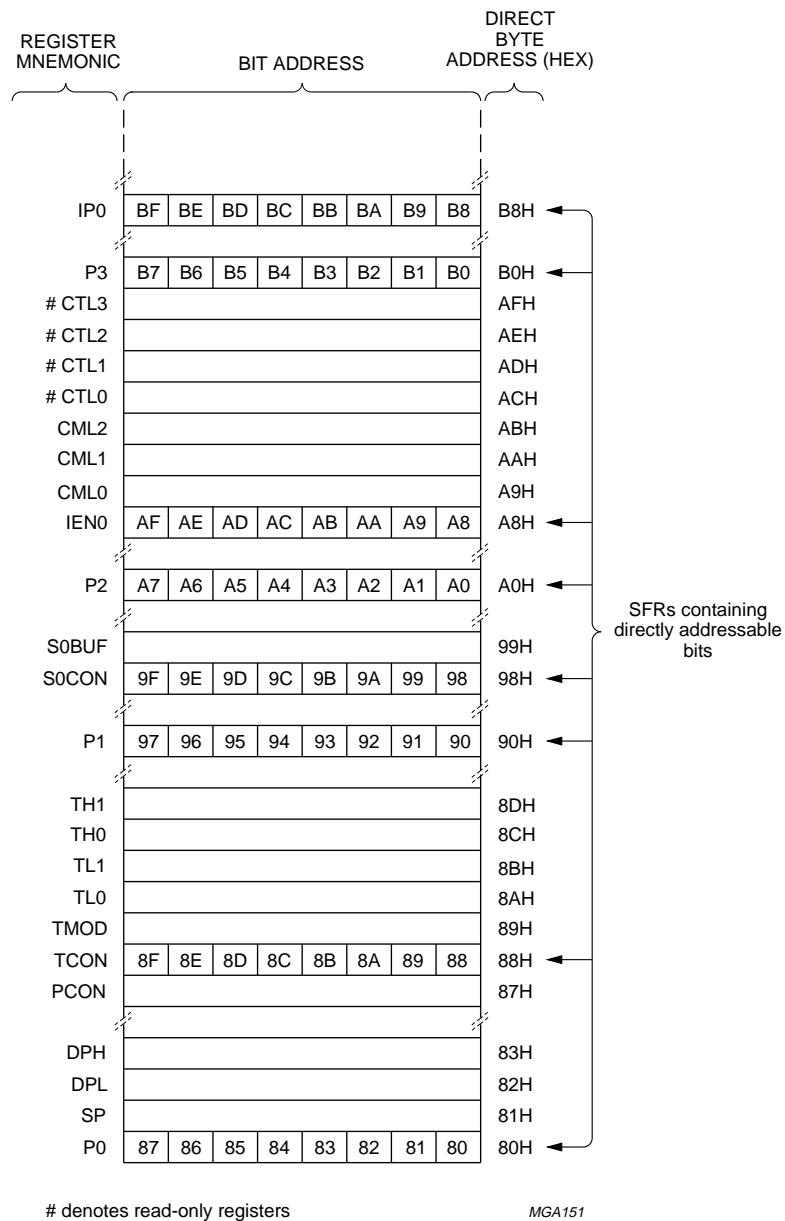 REGISTER
MNEMONIC
BIT ADDRESS
DIRECT
BYTE
ADDRESS (HEX)
IP0 BF BE BD BC BB BA B9 B8 B8H
P3 B7 B6 B5 B4 B3 B2 B1 B0 B0H
# CTL3 AFH
# CTL2 AEH
# CTL1 ADH
# CTL0 ACH
CML2 ABH
CML1 AAH
CML0 A9H
IEN0 AF AE AD AC AB AA A9 A8 A8H
P2 A7 A6 A5 A4 A3 A2 A1 A0 A0H
SFRs containing
directly addressable
bits
S0BUF 99H
S0CON 9F 9E 9D 9C 9B 9A 99 98 98H
P1 97 96 95 94 93 92 91 90 90H
TH1 8DH
TH0 8CH
TL1 8BH
TL0 8AH
TMOD 89H
TCON 8F 8E 8D 8C 8B 8A 89 88 88H
PCON 87H
DPH 83H
DPL 82H
SP 81H
P0 87 86 85 84 83 82 81 80 80H
# denotes read-only registers
MGA151